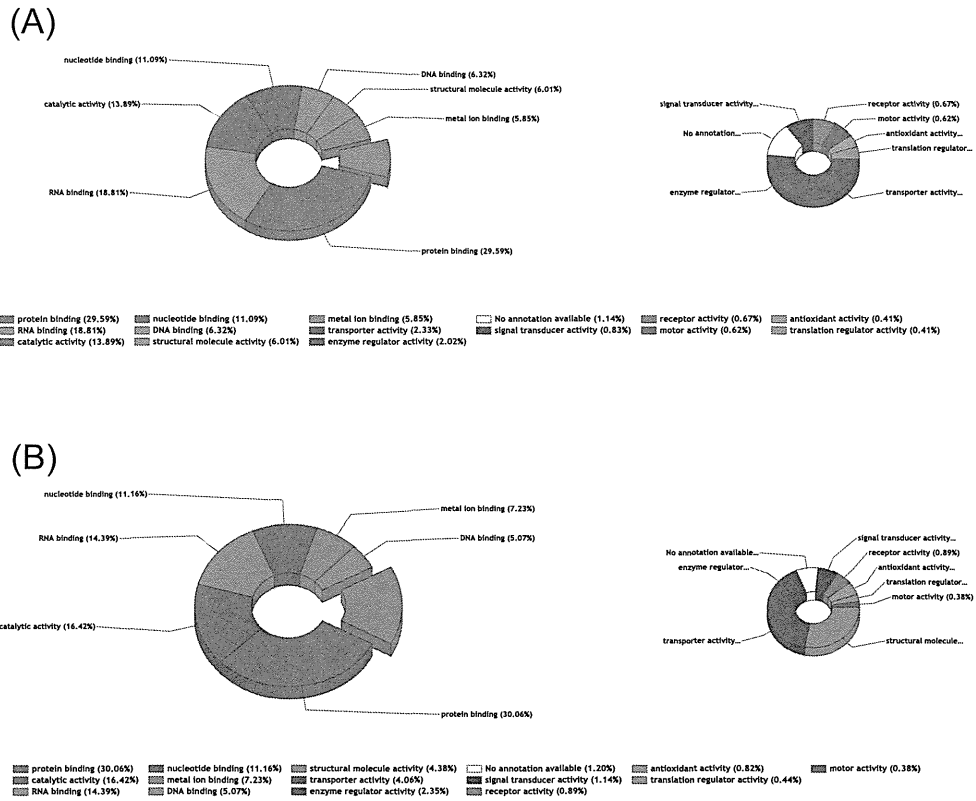 (A)
nucleotide binding (11.09%)
DNA binding (6.32%)
structural molecule activity (6.01%)
catalytic activity (13.89%)
metal ion binding (5.85%)
RNA binding (18.81%)
protein binding (29.59%)
signal transducer activity...
receptor activity (0.67%)
motor activity (0.62%)
No annotation...
antioxidant activity...
translation regulator...
enzyme regulator...
transporter activity...
protein binding (29.59%) nucleotide binding (11.09%) metal ion binding (5.85%) No annotation available (1.14%) receptor activity (0.67%) antioxidant activity (0.41%)
RNA binding (18.81%) DNA binding (6.32%) transporter activity (2.33%) signal transducer activity (0.83%) motor activity (0.62%) translation regulator activity (0.41%)
catalytic activity (13.89%) structural molecule activity (6.01%) enzyme regulator activity (2.02%)
(B)
nucleotide binding (11.16%)
metal ion binding (7.23%)
RNA binding (14.39%)
DNA binding (5.07%)
catalytic activity (16.42%)
protein binding (30.06%)
signal transducer activity...
No annotation available...
receptor activity (0.89%)
enzyme regulator...
antioxidant activity...
translation regulator...
motor activity (0.38%)
transporter activity...
structural molecule...
protein binding (30.06%) nucleotide binding (11.16%) structural molecule activity (4.38%) No annotation available (1.20%) antioxidant activity (0.82%) motor activity (0.38%)
catalytic activity (16.42%) metal ion binding (7.23%) transporter activity (4.06%) signal transducer activity (1.14%) translation regulator activity (0.44%)
RNA binding (14.39%) DNA binding (5.07%) enzyme regulator activity (2.35%) receptor activity (0.89%)